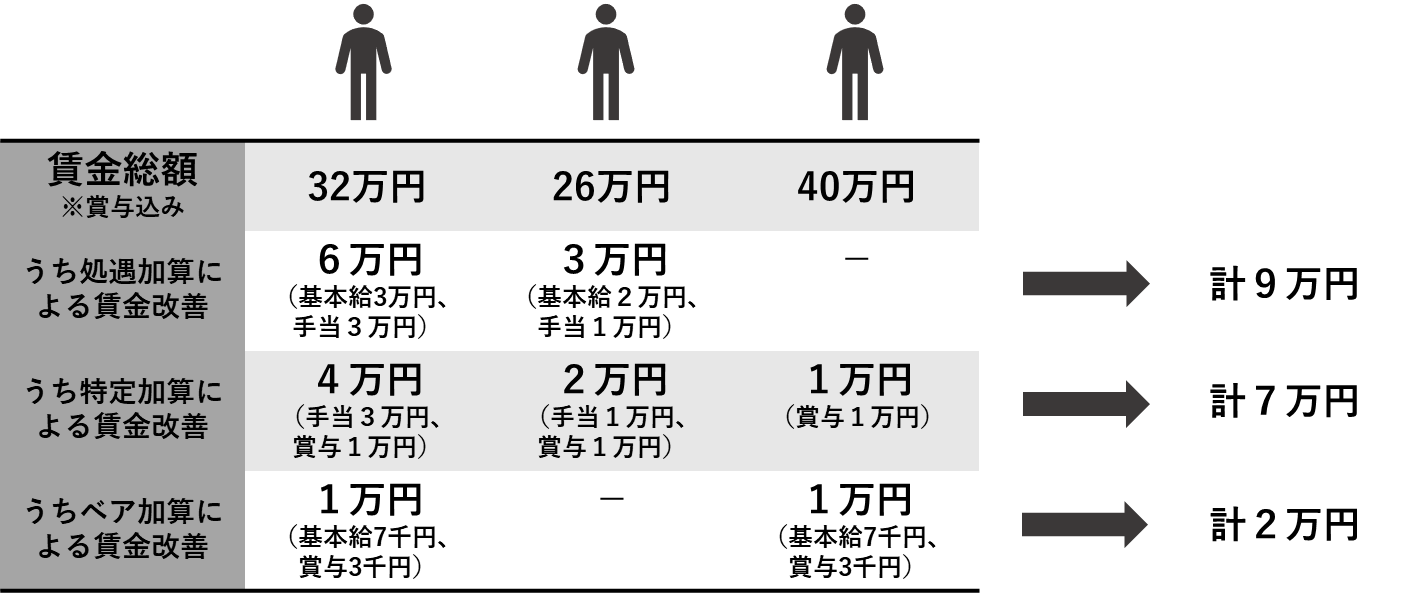 賃金総額
※賞与込み
32万円
26万円
40万円
うち処遇加算に
よる賃金改善
6万円
(基本給3万円、
手当3万円)
3万円
(基本給2万円、
手当1万円)
－
計9万円
うち特定加算に
よる賃金改善
4万円
(手当3万円、
賞与1万円)
2万円
(手当1万円、
賞与1万円)
1万円
(賞与1万円)
計7万円
うちベア加算に
よる賃金改善
1万円
(基本給7千円、
賞与3千円)
－
1万円
(基本給7千円、
賞与3千円)
計2万円